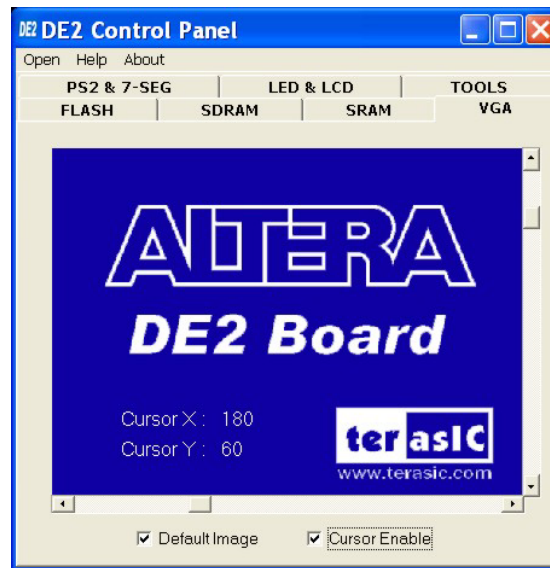 DE2 DE2 Control Panel
Open Help About
PS2 & 7-SEG LED & LCD TOOLS
FLASH SDRAM SRAM VGA
ALTERA
DE2 Board
Cursor X : 180
Cursor Y : 60
terasIC
www.terasic.com
Default Image Cursor Enable